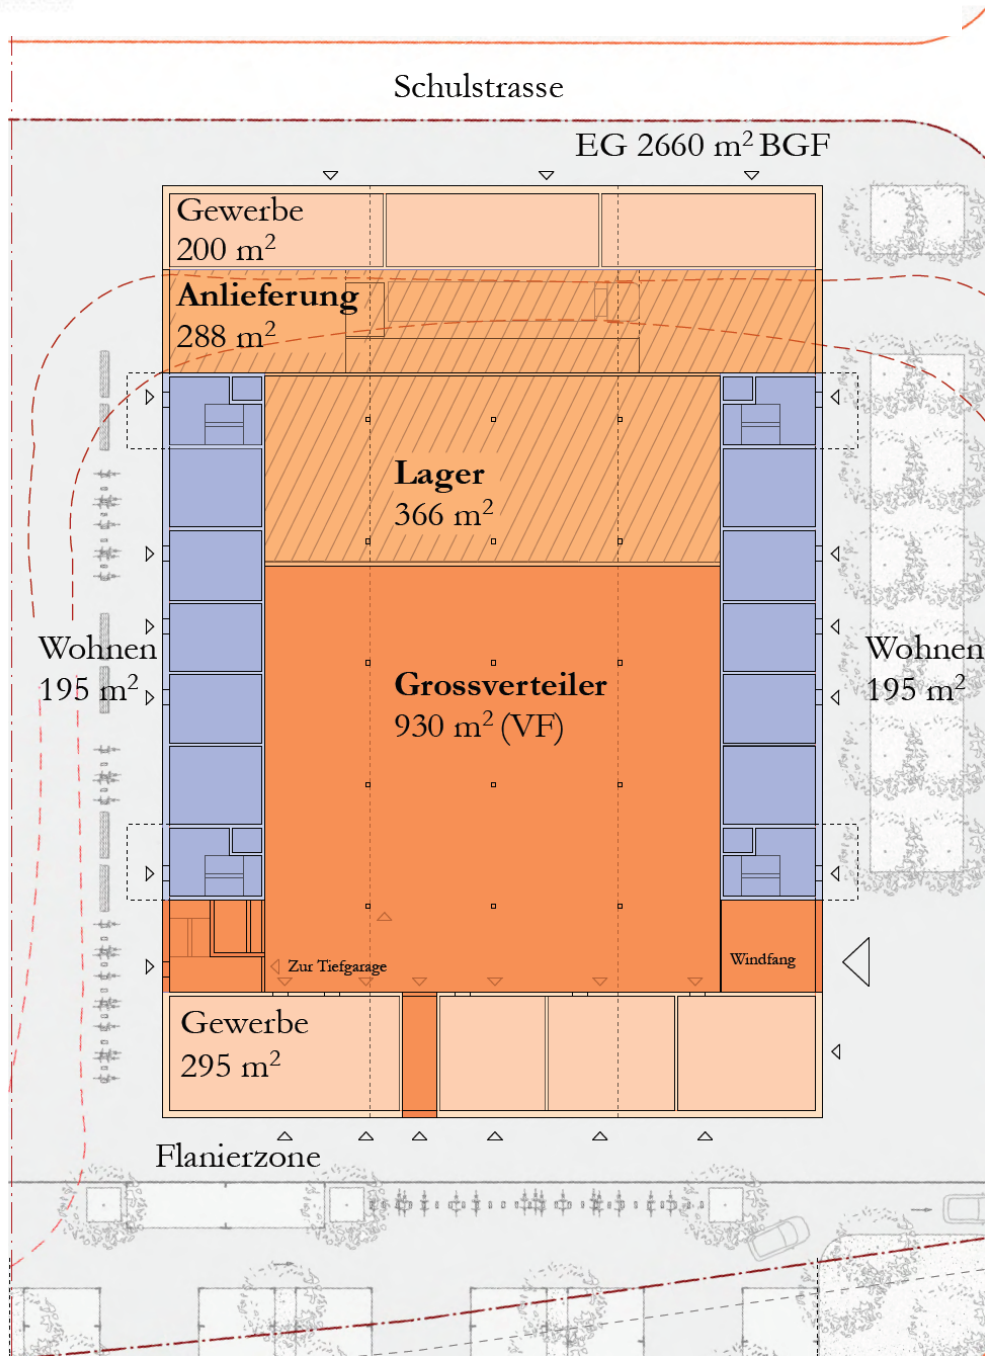 Schulstrasse
EG 2660 m² BGF
Gewerbe
200 m²
Anlieferung
288 m²
Lager
366 m²
Wohnen
195 m²
Wohnen
195 m²
Grossverteiler
930 m² (VF)
Zur Tiefgarage
Windfang
Gewerbe
295 m²
Flanierzone